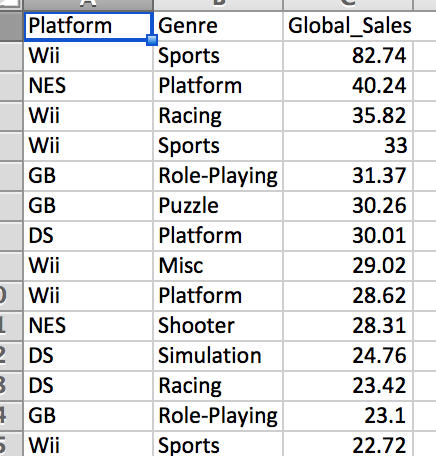 Platform Genre Global_Sales
Wii Sports 82.74
NES Platform 40.24
Wii Racing 35.82
Wii Sports 33
GB Role-Playing 31.37
GB Puzzle 30.26
DS Platform 30.01
Wii Misc 29.02
Wii Platform 28.62
NES Shooter 28.31
DS Simulation 24.76
DS Racing 23.42
GB Role-Playing 23.1
Wii Sports 22.72